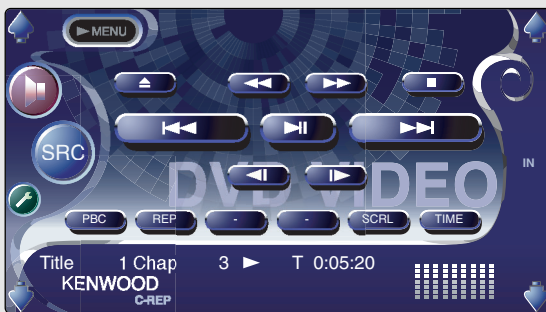 MENU
SRC
DVD VIDEO
IN
PBC REP - - SCRL TIME
Title 1 Chap 3 ► T 0:05:20
KENWOOD
C-REP